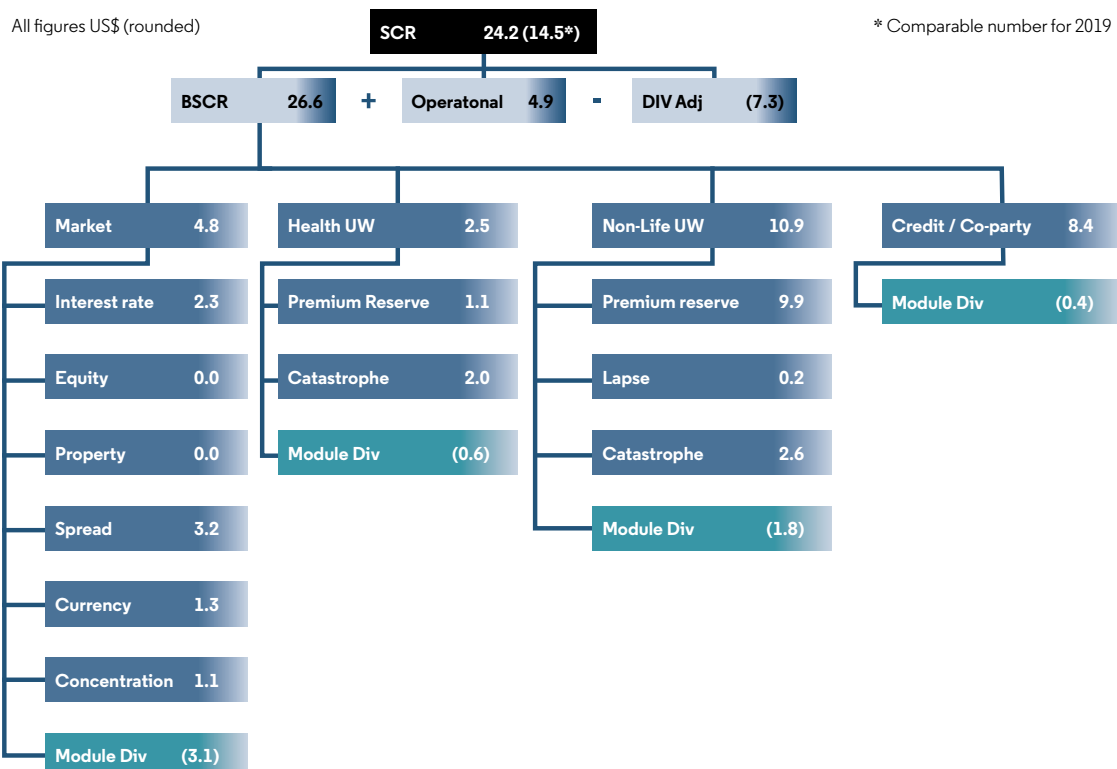 All figures US$ (rounded)
SCR 24.2 (14.5*)
* Comparable number for 2019
BSCR 26.6 + Operatonal 4.9 - DIV Adj (7.3)
Market 4.8
Health UW 2.5
Non-Life UW 10.9
Credit / Co-party 8.4
Interest rate 2.3
Premium Reserve 1.1
Premium reserve 9.9
Module Div (0.4)
Equity 0.0
Catastrophe 2.0
Lapse 0.2
Property 0.0
Module Div (0.6)
Catastrophe 2.6
Spread 3.2
Module Div (1.8)
Currency 1.3
Concentration 1.1
Module Div (3.1)